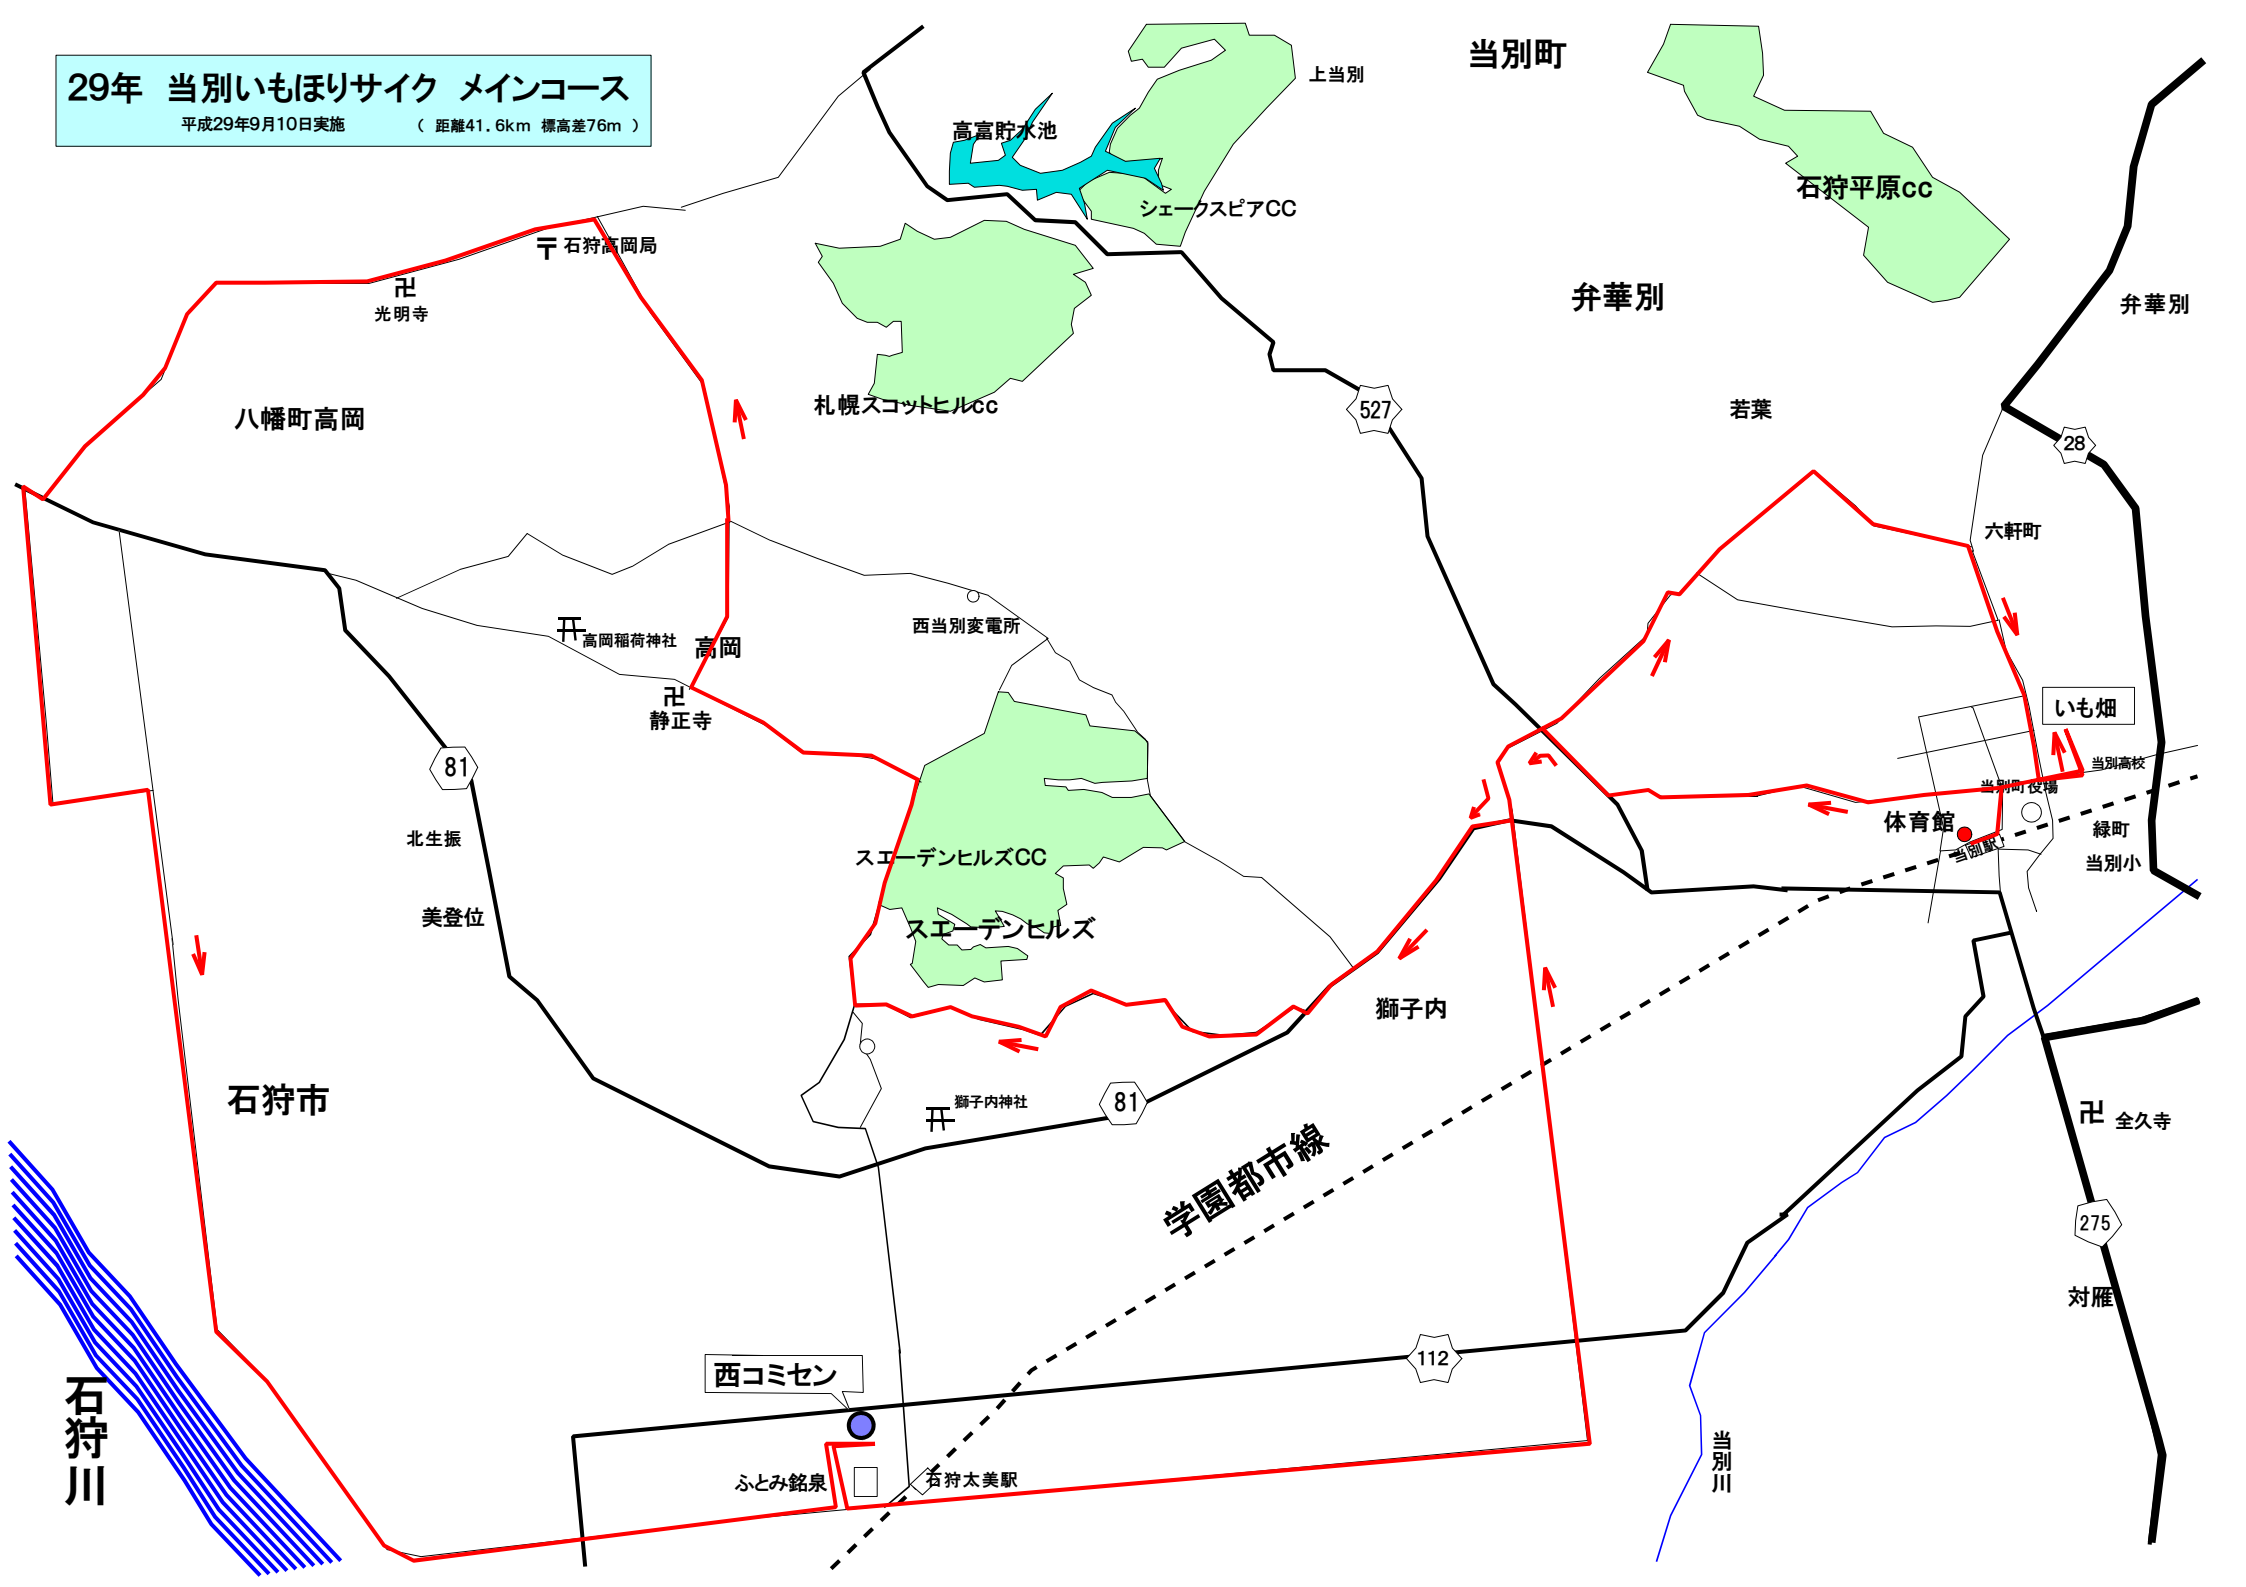 29年　当別いもほりサイク　メインコース
平成29年9月10日実施　（　距離41.6km　標高差76m　）
当別町
上当別
高富貯水池
シェークスピアCC
石狩平原cc
〒 石狩高岡局
卍
光明寺
弁華別
弁華別
八幡町高岡
札幌スコットヒルcc
527
若葉
28
六軒町
西当別変電所
高岡稲荷神社
高岡
卍
静正寺
いも畑
当別高校
81
当別町役場
体育館
緑町
当別駅
当別小
北生振
スエーデンヒルズCC
美登位
スエーデンヒルズ
獅子内
石狩市
獅子内神社
81
卍 全久寺
学園都市線
275
対雁
112
西コミセン
石狩川
ふとみ銘泉
石狩太美駅
当別川